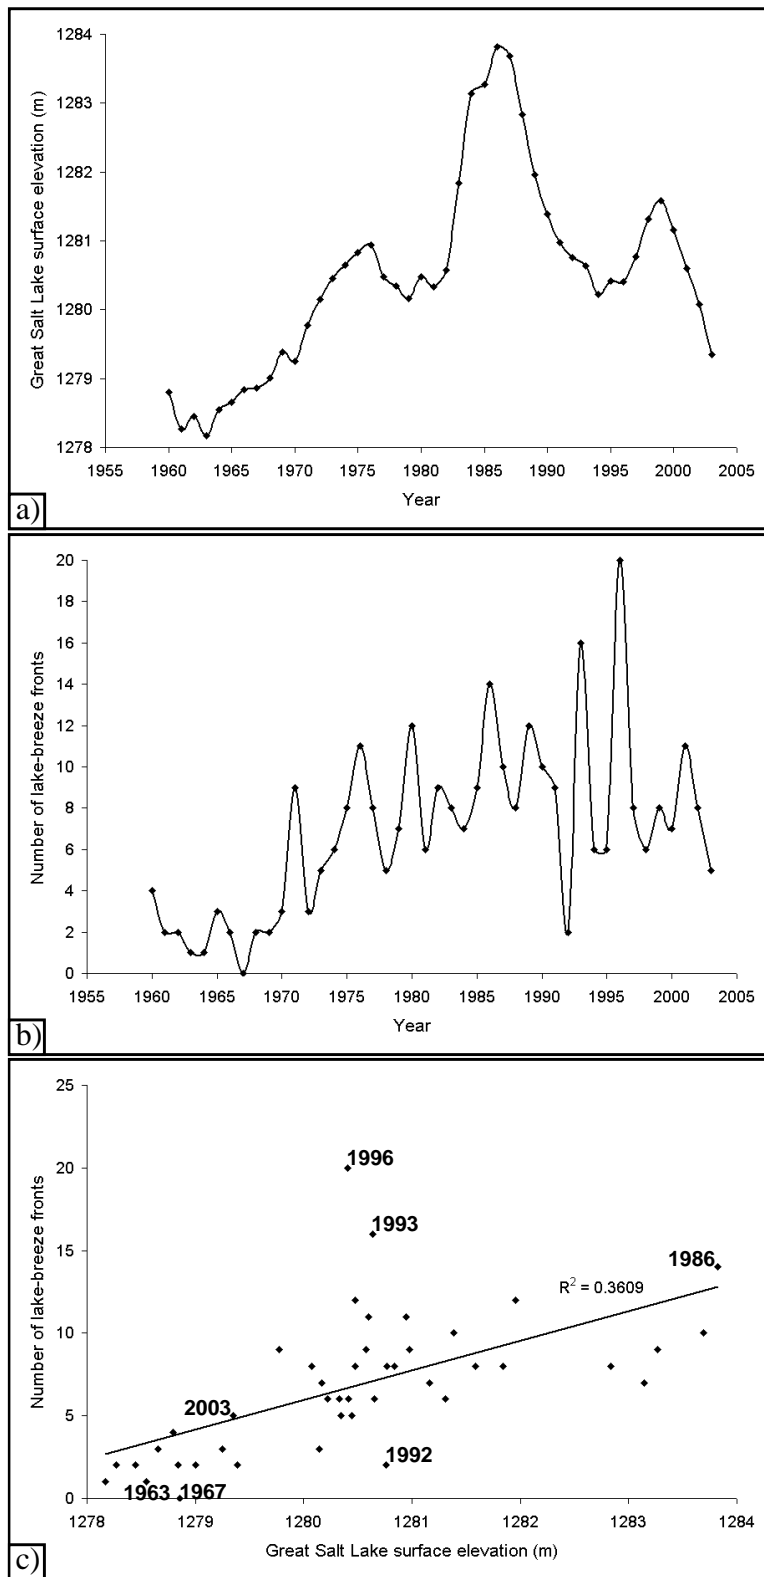 1284
1283
1282
1281
1280
1279
1278
Great Salt Lake surface elevation (m)
1955 1960 1965 1970 1975 1980 1985 1990 1995 2000 2005
Year
a)
20
18
16
14
12
10
8
6
4
2
0
Number of lake-breeze fronts
1955 1960 1965 1970 1975 1980 1985 1990 1995 2000 2005
Year
b)
25
20
15
10
5
0
Number of lake-breeze fronts
1996
1993
1986
R² = 0.3609
2003
1992
1963 1967
1278 1279 1280 1281 1282 1283 1284
Great Salt Lake surface elevation (m)
c)